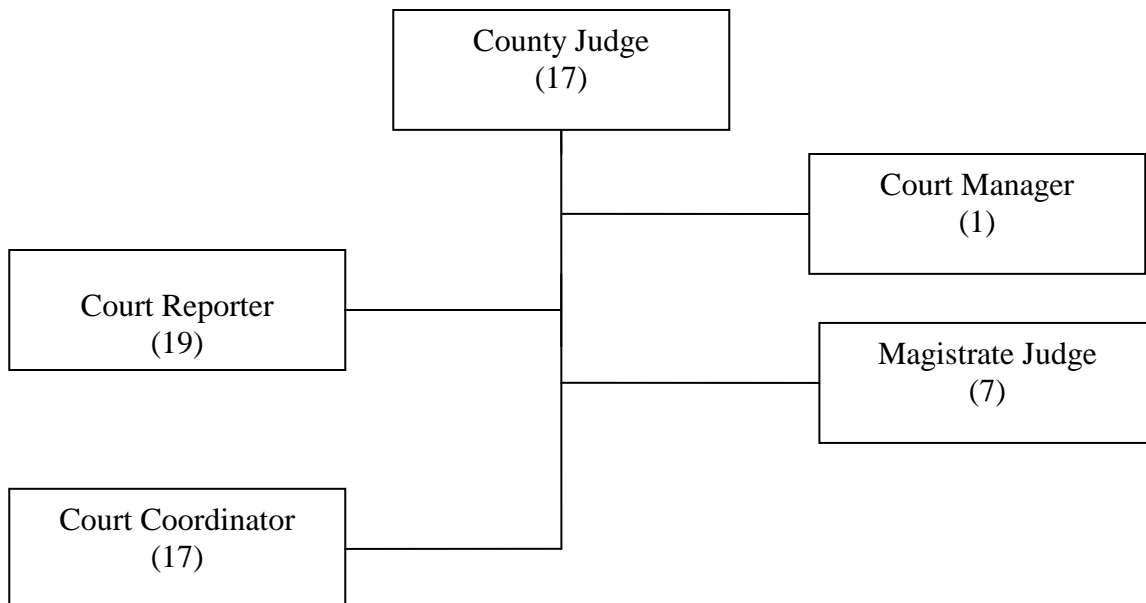 County Judge
(17)
Court Manager
(1)
Court Reporter
(19)
Magistrate Judge
(7)
Court Coordinator
(17)